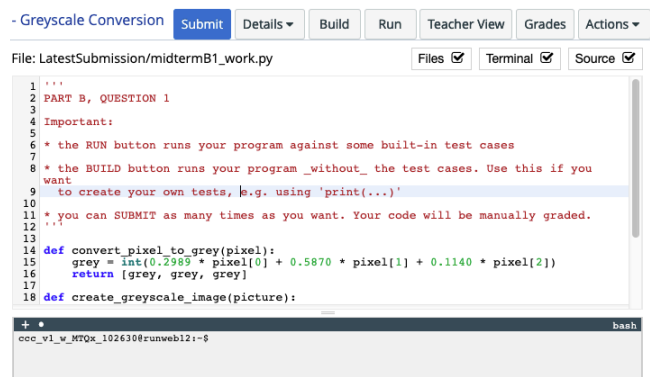 - Greyscale Conversion Submit Details Build Run Teacher View Grades Actions
File: LatestSubmission/midtermB1_work.py Files Terminal Source
1 '''
2 PART B, QUESTION 1
3
4 Important:
5
6 * the RUN button runs your program against some built-in test cases
7
8 * the BUILD button runs your program _without_ the test cases. Use this if you
want
9 to create your own tests, e.g. using 'print(...)'
10
11 * you can SUBMIT as many times as you want. Your code will be manually graded.
12 '''
13
14 def convert_pixel_to_grey(pixel):
15 grey = int(0.2989 * pixel[0] + 0.5870 * pixel[1] + 0.1140 * pixel[2])
16 return [grey, grey, grey]
17
18 def create_greyscale_image(picture):
+ bash
ccc_v1_w_MTQx_102630@runweb12:~$